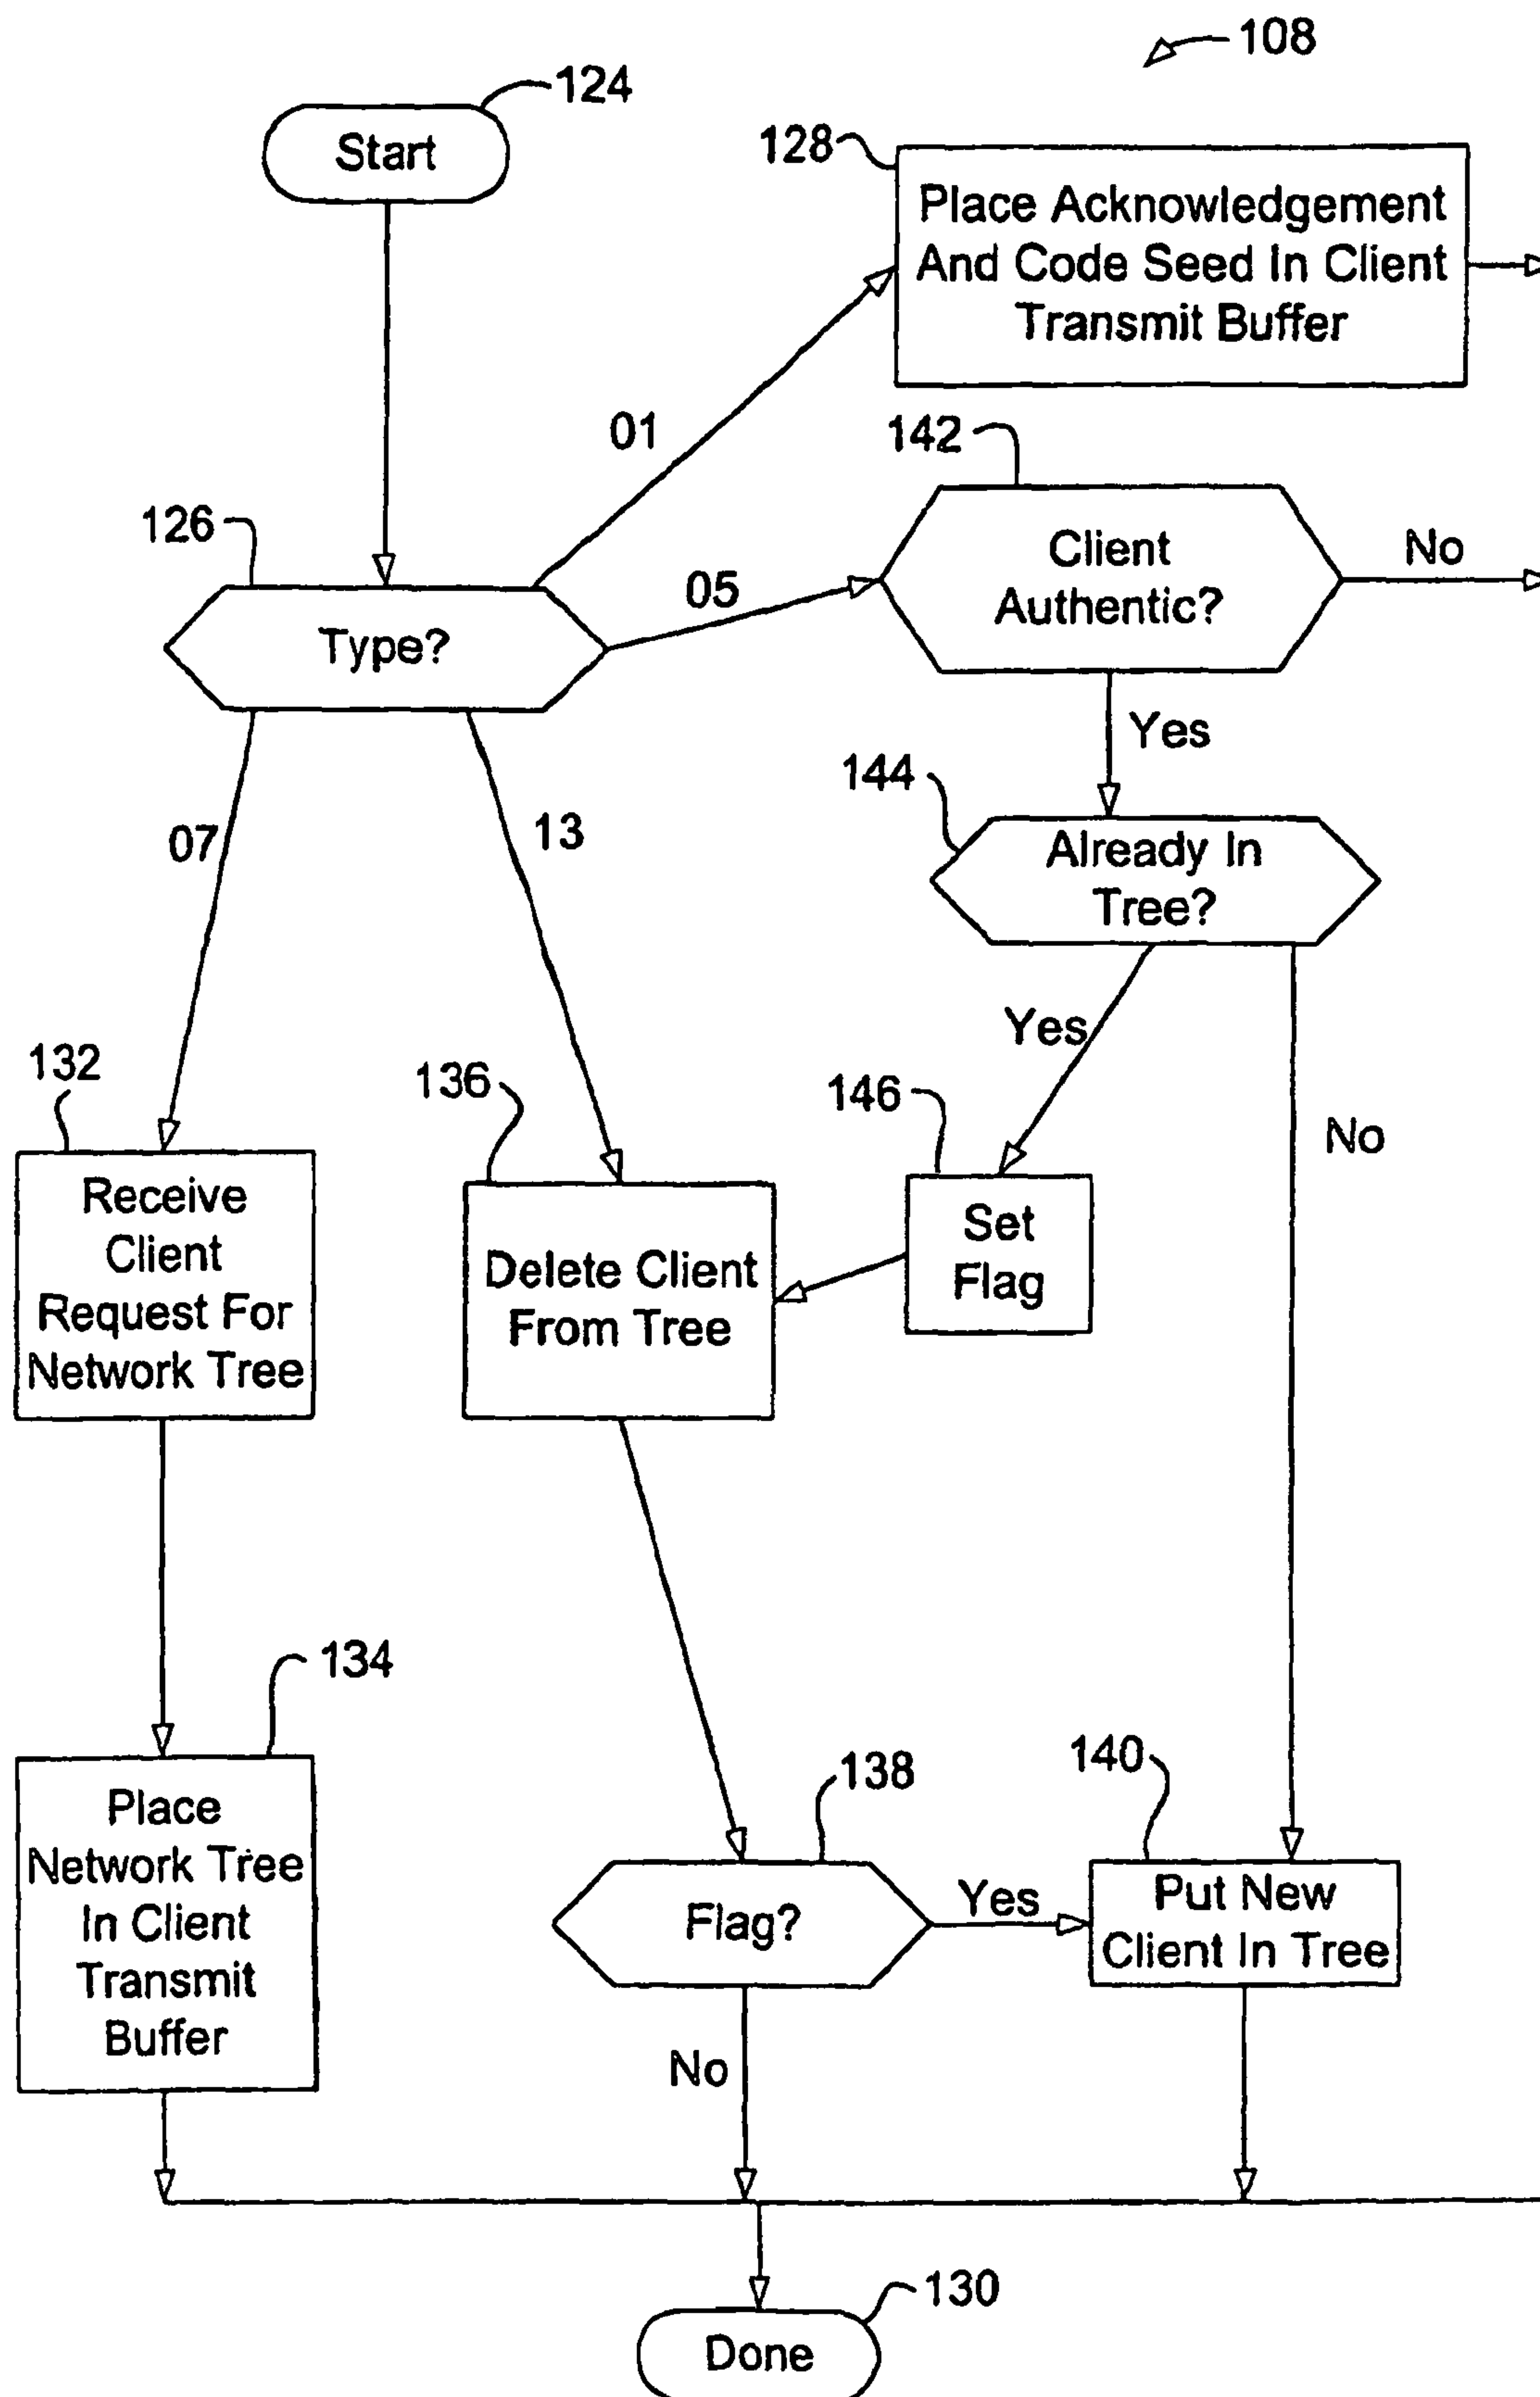 108
124
Start
128
Place Acknowledgement
And Code Seed In Client
Transmit Buffer
01
142
126
Client
Authentic?
No
05
Type?
Yes
144
Already In
Tree?
07
13
Yes
132
136
146
No
Receive
Client
Request For
Network Tree
Delete Client
From Tree
Set
Flag
134
138
140
Place
Network Tree
In Client
Transmit
Buffer
Flag?
Yes
Put New
Client In Tree
No
130
Done